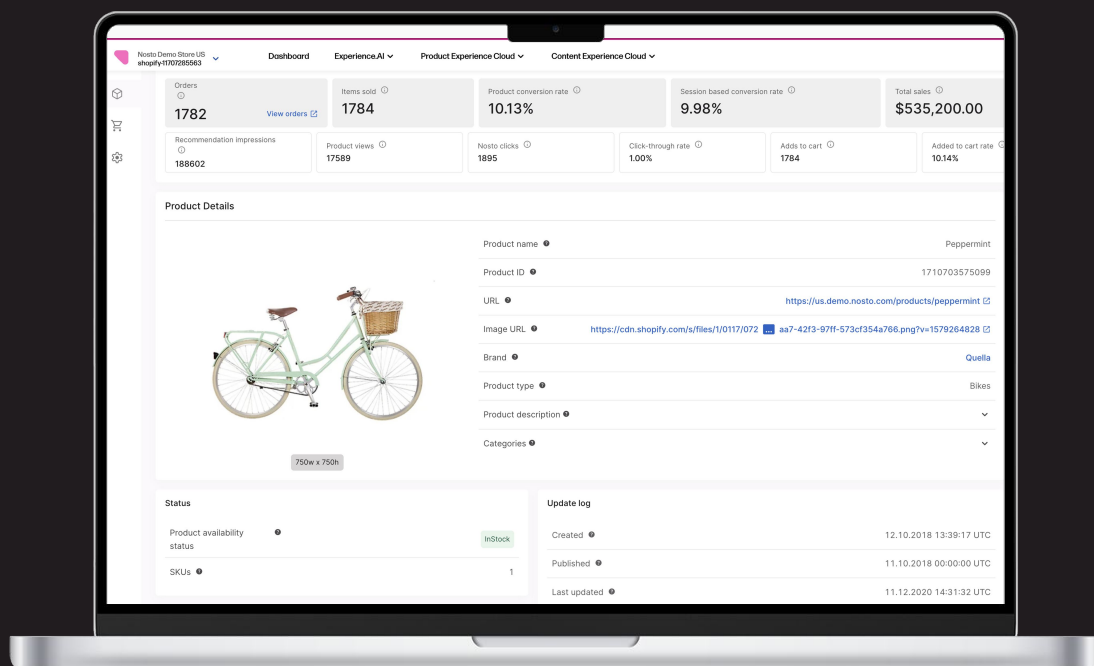 Nosto Demo Store US
shopify-11707285563
Dashboard
Experience.AI
Product Experience Cloud
Content Experience Cloud
Orders
1782
View orders
Items sold
1784
Product conversion rate
10.13%
Session based conversion rate
9.98%
Total sales
$535,200.00
Recommendation impressions
188602
Product views
17589
Nosto clicks
1895
Click-through rate
1.00%
Adds to cart
1784
Added to cart rate
10.14%
Product Details
750w x 750h
Product name
Peppermint
Product ID
1710703575099
URL
https://us.demo.nosto.com/products/peppermint
Image URL
https://cdn.shopify.com/s/files/1/0117/072 ... aa7-42f3-97ff-573cf354a766.png?v=1579264828
Brand
Quella
Product type
Bikes
Product description
Categories
Status
Product availability
status
InStock
SKUs
1
Update log
Created
12.10.2018 13:39:17 UTC
Published
11.10.2018 00:00:00 UTC
Last updated
11.12.2020 14:31:32 UTC